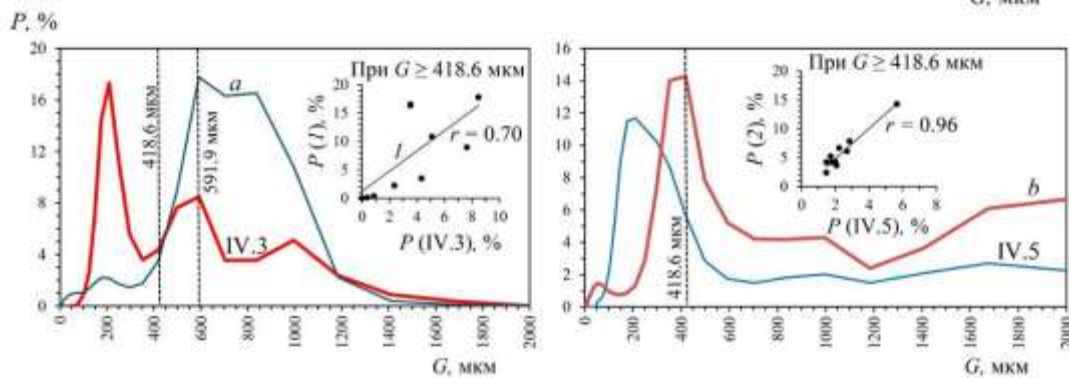 G, мкм
P, %
20
16
12
8
4
0
418.6 мкм
591.9 мкм
a
IV.3
При G ≥ 418.6 мкм
P (1), %
20
15
10
5
0
l
r = 0.70
0 2 4 6 8 10
P (IV.3), %
0 200 400 600 800 1000 1200 1400 1600 1800 2000
G, мкм
16
14
12
10
8
6
4
2
0
418.6 мкм
При G ≥ 418.6 мкм
P (2), %
20
15
10
5
0
r = 0.96
0 2 4 6 8
P (IV.5), %
b
IV.5
0 200 400 600 800 1000 1200 1400 1600 1800 2000
G, мкм